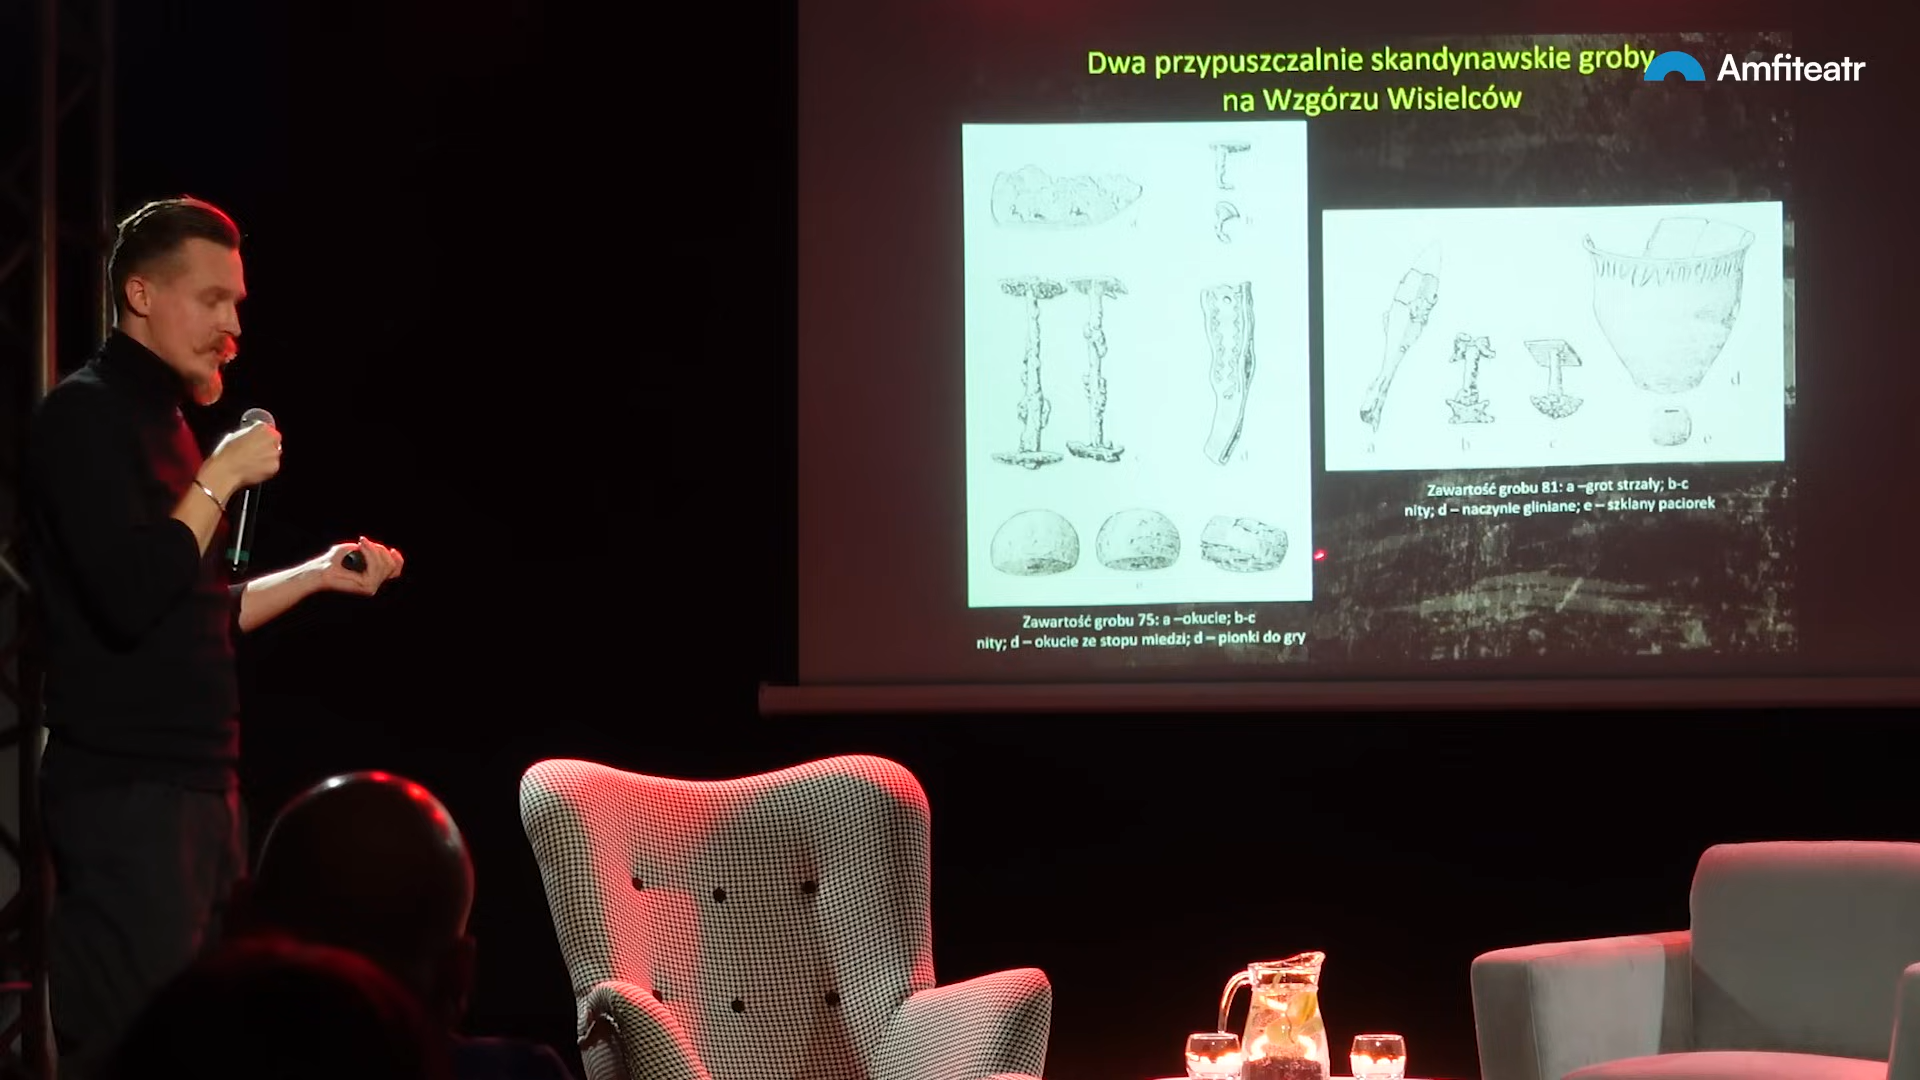 Dwa przypuszczalnie skandynawskie groby
na Wzgórzu Wisielców
Amfiteatr
a
b
c
d
e
d
e
Zawartość grobu 81: a –grot strzały; b-c
nity; d – naczynie gliniane; e – szklany paciorek
Zawartość grobu 75: a –okucie; b-c
nity; d – okucie ze stopu miedzi; d – pionki do gry